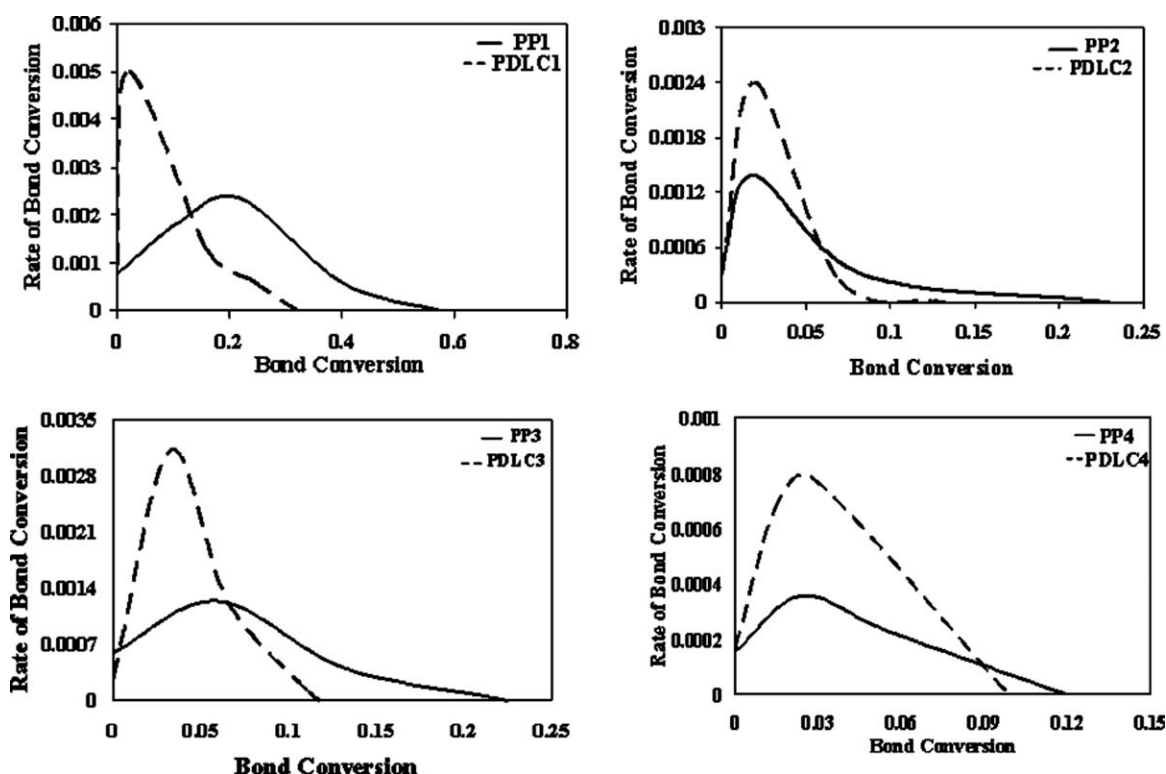 0.006
0.005
0.004
0.003
0.002
0.001
0
Rate of Bond Conversion
PP1
PDLC1
0 0.2 0.4 0.6 0.8
Bond Conversion
0.003
0.0024
0.0018
0.0012
0.0006
0
Rate of Bond Conversion
PP2
PDLC2
0 0.05 0.1 0.15 0.2 0.25
Bond Conversion
0.0035
0.0028
0.0021
0.0014
0.0007
0
Rate of Bond Conversion
PP3
PDLC3
0 0.05 0.1 0.15 0.2 0.25
Bond Conversion
0.001
0.0008
0.0006
0.0004
0.0002
0
Rate of Bond Conversion
PP4
PDLC4
0 0.03 0.06 0.09 0.12 0.15
Bond Conversion